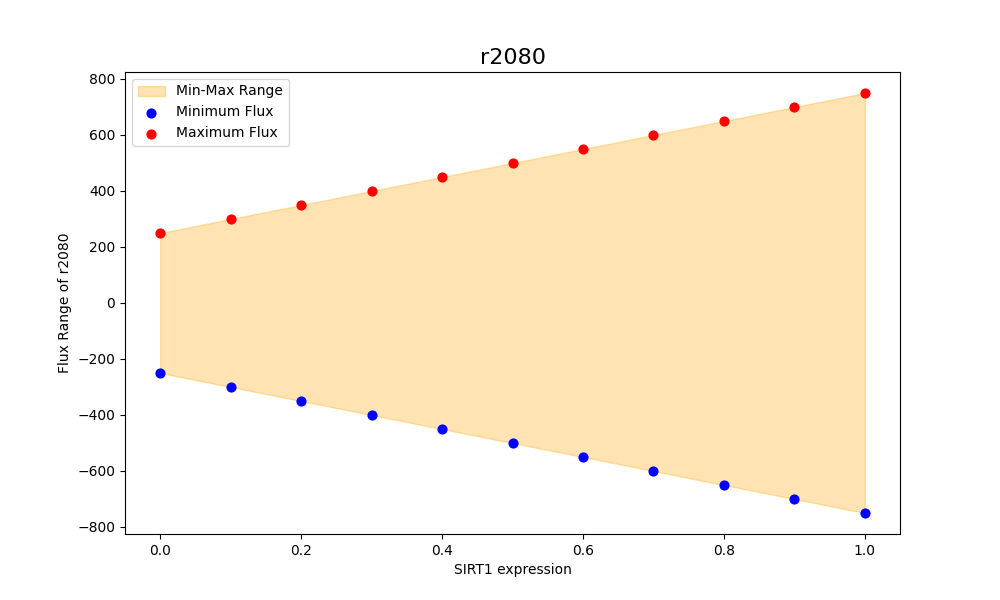 r2080
Min-Max Range
Minimum Flux
Maximum Flux
Flux Range of r2080
800
600
400
200
0
−200
−400
−600
−800
0.0 0.2 0.4 0.6 0.8 1.0
SIRT1 expression